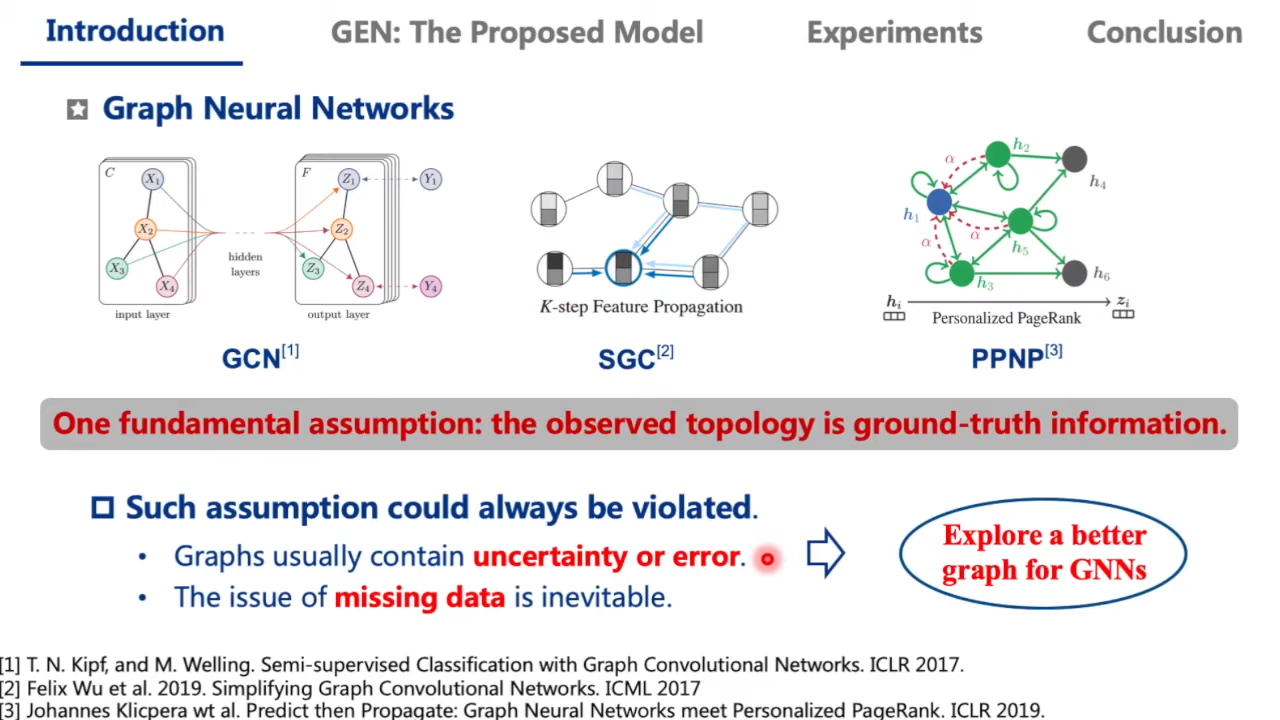 Introduction GEN: The Proposed Model Experiments Conclusion
Graph Neural Networks
C X1 X2 X3 X4 input layer
hidden layers
F Z1 Z2 Z3 Z4 output layer
Y1 Y4
K-step Feature Propagation
h1 h2 h3 h4 h5 h6 α α α
hi zi
Personalized PageRank
GCN[1] SGC[2] PPNP[3]
One fundamental assumption: the observed topology is ground-truth information.
Such assumption could always be violated.
• Graphs usually contain uncertainty or error.
• The issue of missing data is inevitable.
Explore a better
graph for GNNs
[1] T. N. Kipf, and M. Welling. Semi-supervised Classification with Graph Convolutional Networks. ICLR 2017.
[2] Felix Wu et al. 2019. Simplifying Graph Convolutional Networks. ICML 2017
[3] Johannes Klicpera wt al. Predict then Propagate: Graph Neural Networks meet Personalized PageRank. ICLR 2019.